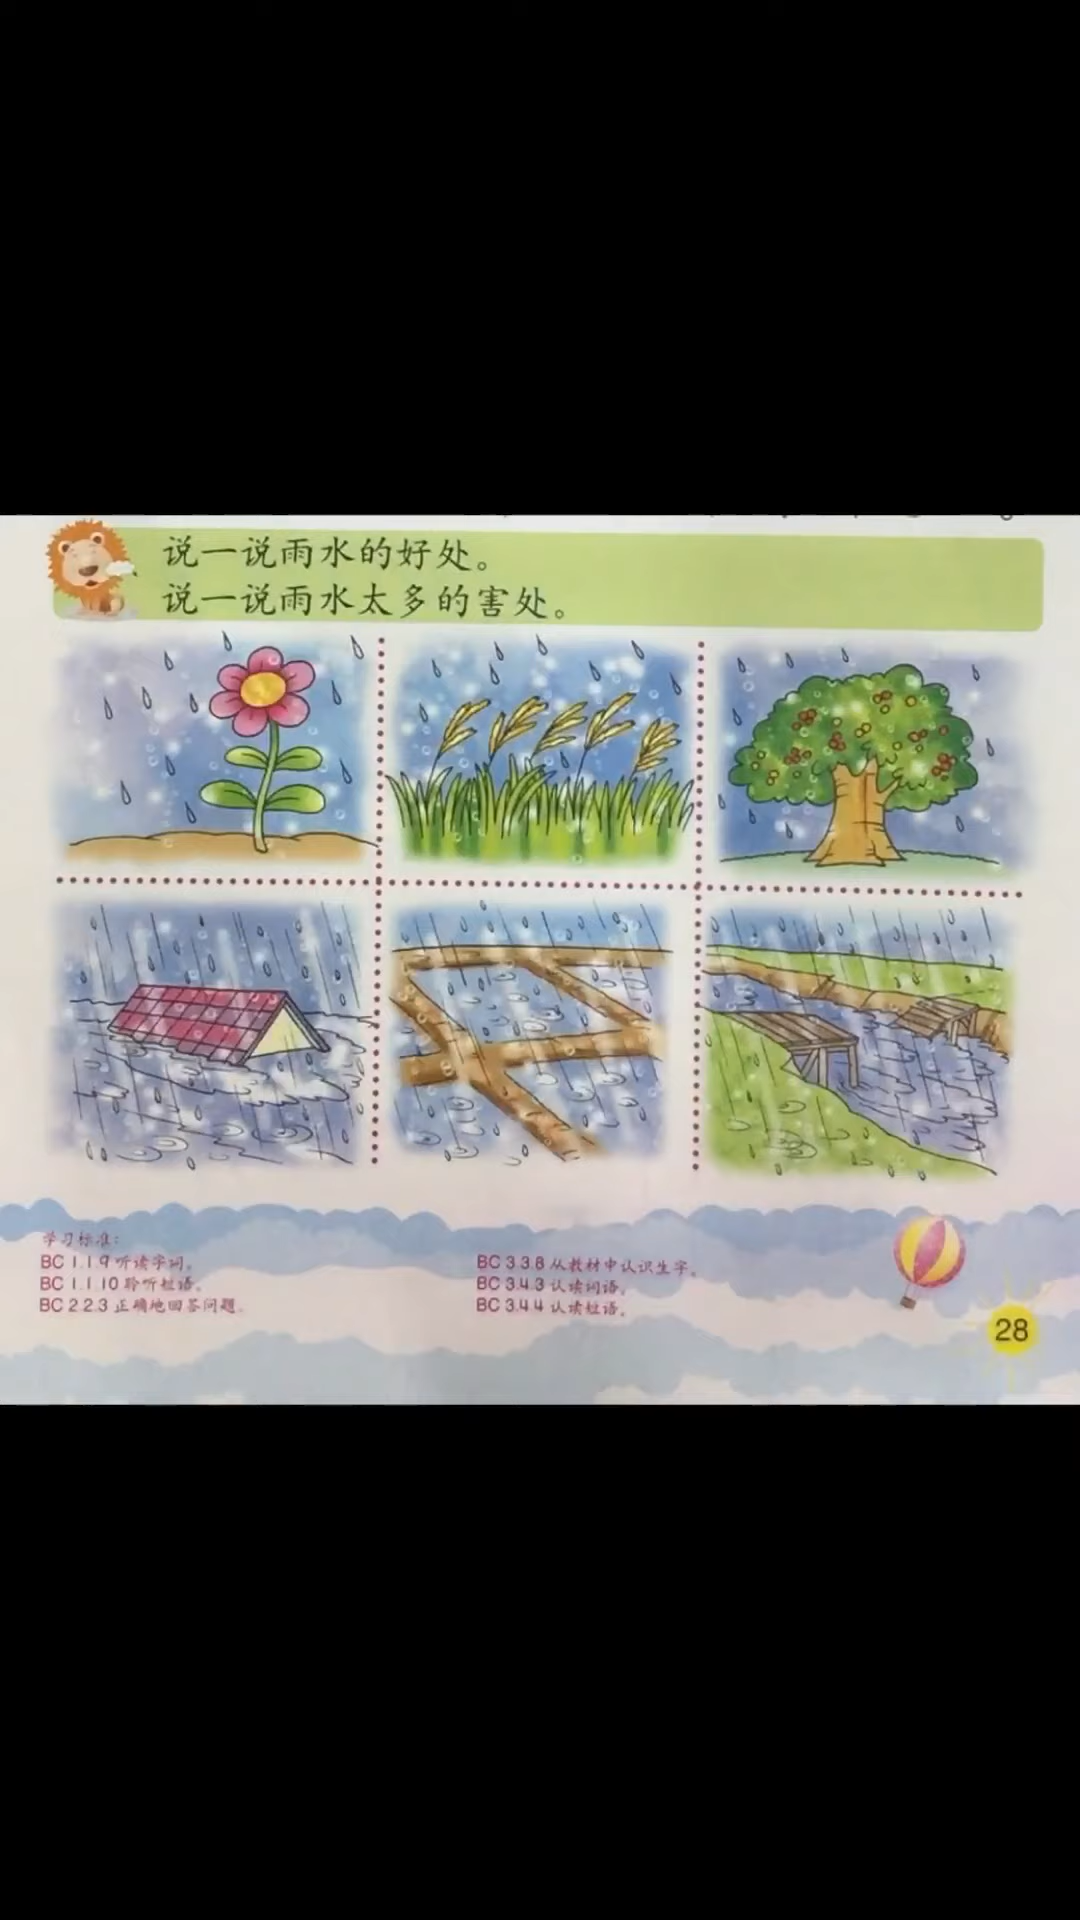 说一说雨水的好处。
说一说雨水太多的害处。
学习标准：
BC 1.1.9 听读字词。
BC 1.1.10 聆听短语。
BC 2.2.3 正确地回答问题。
BC 3.3.8 从教材中认识生字。
BC 3.4.3 认读词语。
BC 3.4.4 认读短语。
28